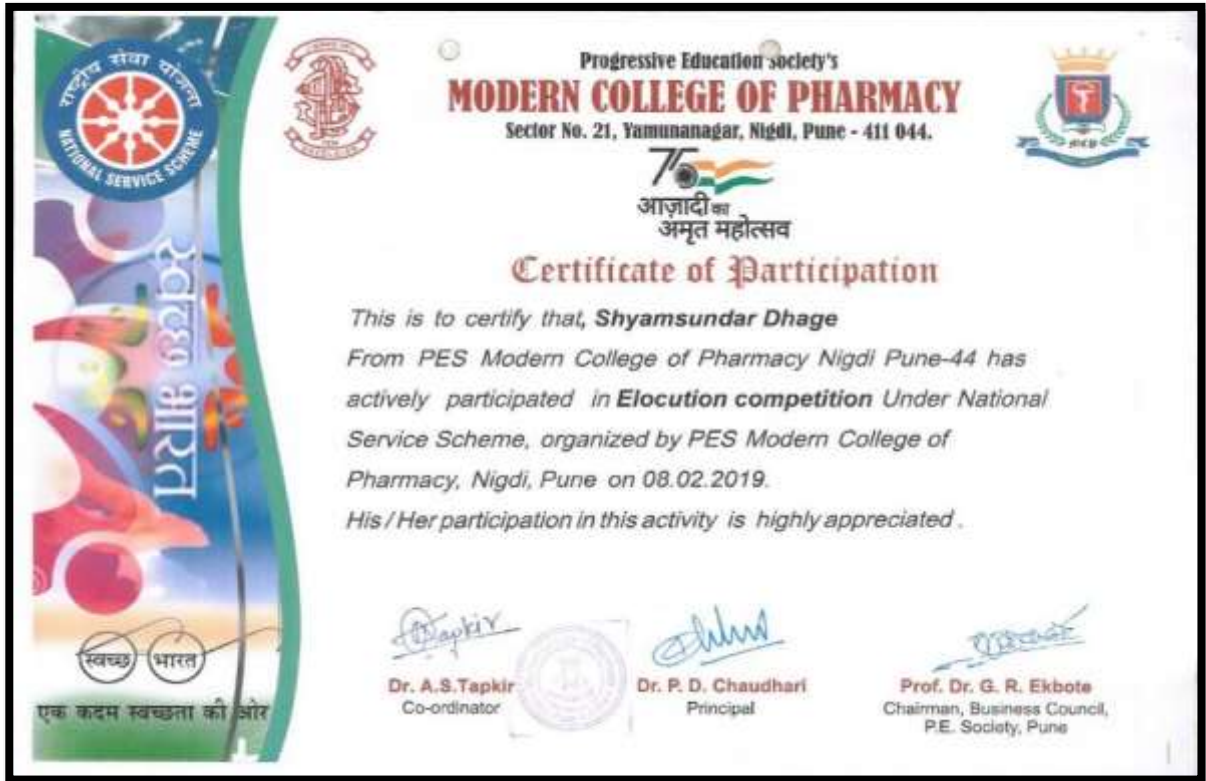 राष्ट्रीय सेवा योजना
NATIONAL SERVICE SCHEME
Progressive Education Society's
MODERN COLLEGE OF PHARMACY
Sector No. 21, Yamunanagar, Nigdi, Pune - 411 044.
MCP
75
आज़ादी का
अमृत महोत्सव
Certificate of Participation
This is to certify that, Shyamsundar Dhage
From PES Modern College of Pharmacy Nigdi Pune-44 has
actively participated in Elocution competition Under National
Service Scheme, organized by PES Modern College of
Pharmacy, Nigdi, Pune on 08.02.2019.
His / Her participation in this activity is highly appreciated .
स्वच्छ भारत
एक कदम स्वच्छता की ओर
Tapkir
Dr. A.S.Tapkir
Co-ordinator
Dr. P. D. Chaudhari
Principal
Prof. Dr. G. R. Ekbote
Chairman, Business Council,
P.E. Society, Pune